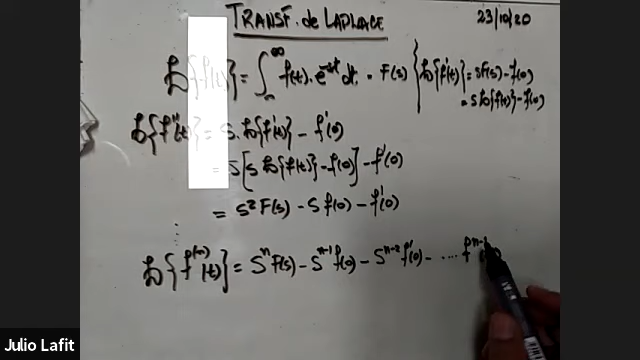 TRANSF. de LAPLACE
23/10/20
𝓛{f(t)} = ∫₀^∞ f(t) · e^{-st} dt = F(s)
𝓛{f'(t)} = sF(s) - f(0)
= s 𝓛{f(t)} - f(0)
𝓛{f''(t)} = s · 𝓛{f'(t)} - f'(0)
= s[s 𝓛{f(t)} - f(0)] - f'(0)
= s² F(s) - s f(0) - f'(0)
𝓛{f^{(n)}(t)} = s^n F(s) - s^{n-1} f(0) - s^{n-2} f'(0) - .... f^{n-1}
Julio Lafit